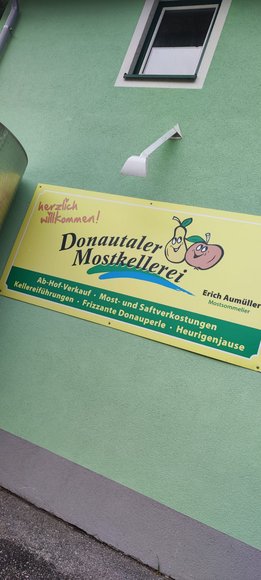 herzlich
willkommen!
Donautaler
Mostkellerei
Erich Aumüller
Mostsommelier
Ab-Hof-Verkauf · Most- und Saftverkostungen
Kellereiführungen · Frizzante Donauperle · Heurigenjause